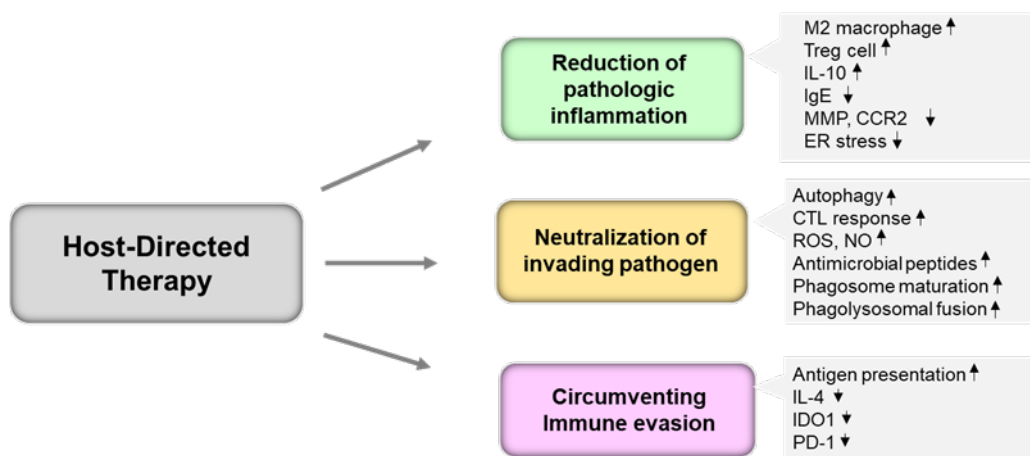 Host-Directed
Therapy
Reduction of
pathologic
inflammation
M2 macrophage ↑
Treg cell ↑
IL-10 ↑
IgE ↓
MMP, CCR2 ↓
ER stress ↓
Neutralization of
invading pathogen
Autophagy ↑
CTL response ↑
ROS, NO ↑
Antimicrobial peptides ↑
Phagosome maturation ↑
Phagolysosomal fusion ↑
Circumventing
Immune evasion
Antigen presentation ↑
IL-4 ↓
IDO1 ↓
PD-1 ↓